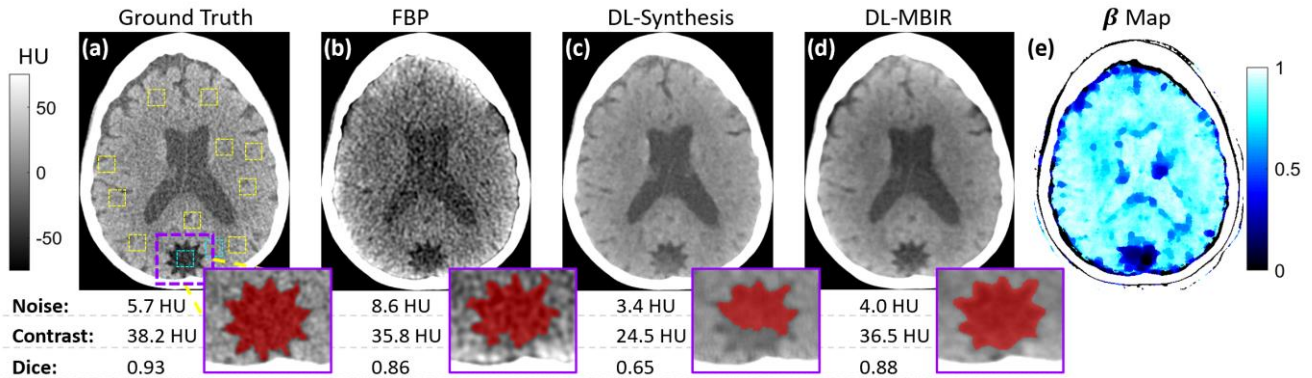 Ground Truth FBP DL-Synthesis DL-MBIR β Map
HU (a) (b) (c) (d) (e)
50
0
-50
1
0.5
0
Noise: 5.7 HU 8.6 HU 3.4 HU 4.0 HU
Contrast: 38.2 HU 35.8 HU 24.5 HU 36.5 HU
Dice: 0.93 0.86 0.65 0.88